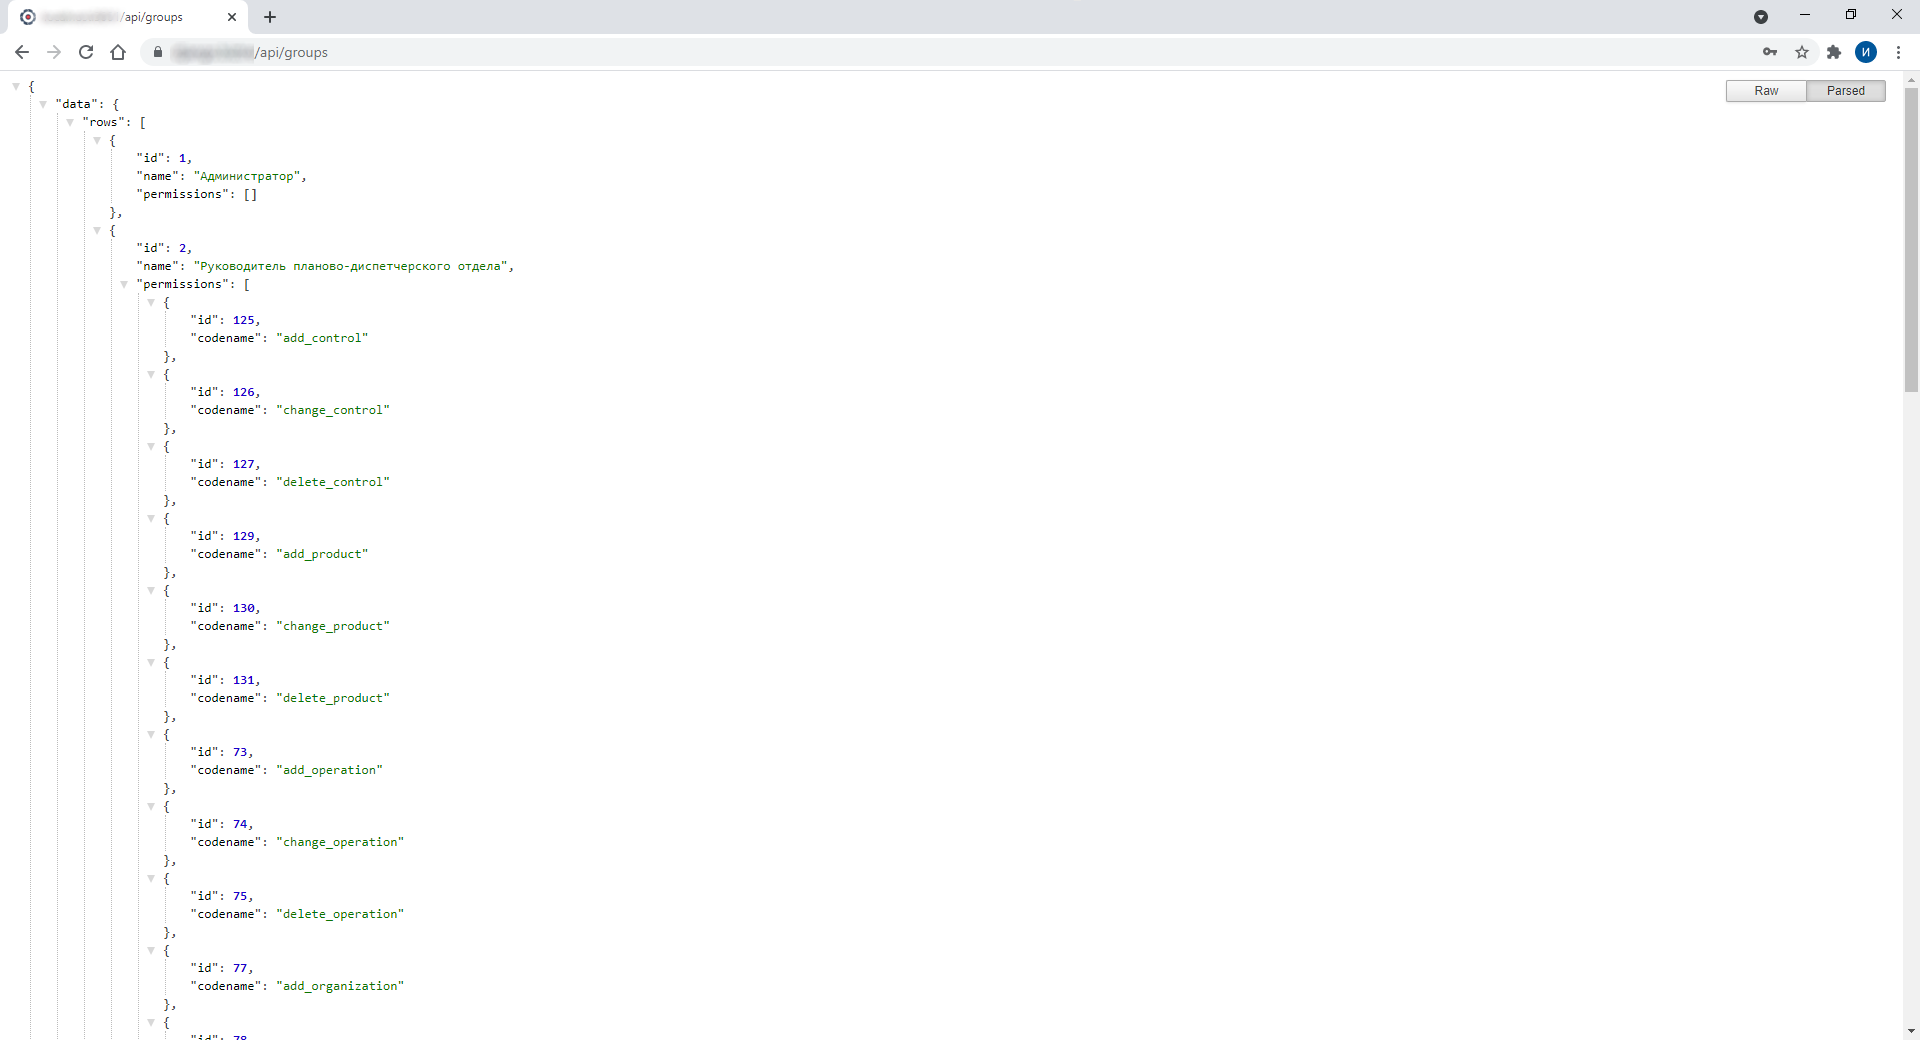 /api/groups
/api/groups
И
Raw
Parsed
{
"data": {
"rows": [
{
"id": 1,
"name": "Администратор",
"permissions": []
},
{
"id": 2,
"name": "Руководитель планово-диспетчерского отдела",
"permissions": [
{
"id": 125,
"codename": "add_control"
},
{
"id": 126,
"codename": "change_control"
},
{
"id": 127,
"codename": "delete_control"
},
{
"id": 129,
"codename": "add_product"
},
{
"id": 130,
"codename": "change_product"
},
{
"id": 131,
"codename": "delete_product"
},
{
"id": 73,
"codename": "add_operation"
},
{
"id": 74,
"codename": "change_operation"
},
{
"id": 75,
"codename": "delete_operation"
},
{
"id": 77,
"codename": "add_organization"
},
{
"id": 78,